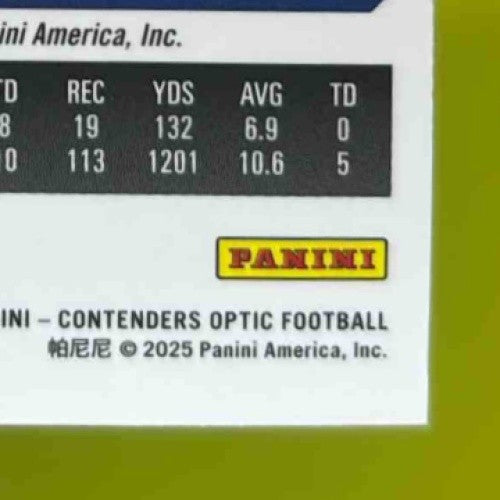 ini America, Inc.
TD REC YDS AVG TD
8 19 132 6.9 0
0 113 1201 10.6 5
PANINI
INI – CONTENDERS OPTIC FOOTBALL
帕尼尼 © 2025 Panini America, Inc.